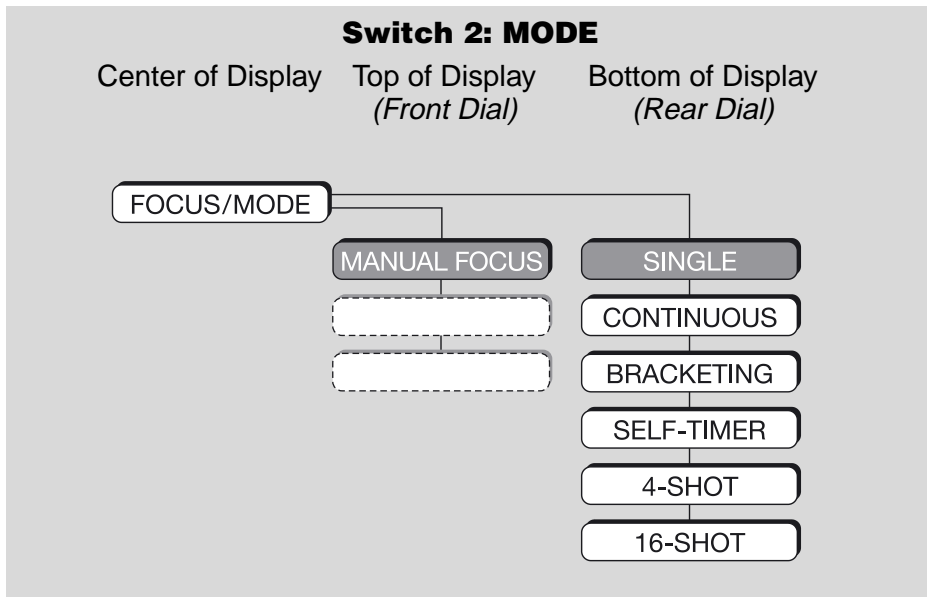 Switch 2: MODE
Center of Display Top of Display Bottom of Display
(Front Dial) (Rear Dial)
FOCUS/MODE
MANUAL FOCUS SINGLE
CONTINUOUS
BRACKETING
SELF-TIMER
4-SHOT
16-SHOT